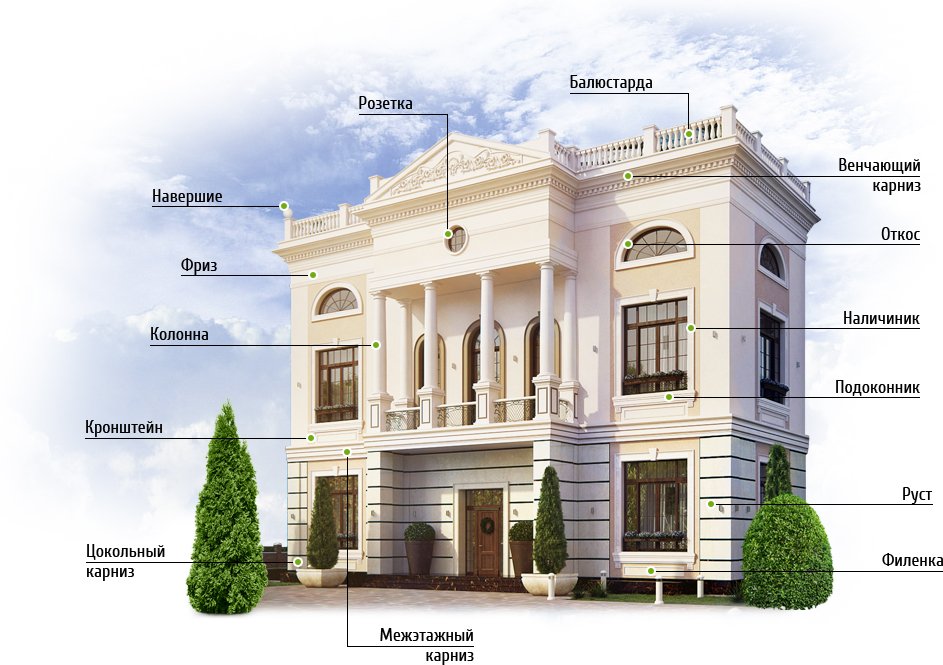 Балюстарда
Розетка
Венчающий
карниз
Навершие
Откос
Фриз
Наличиник
Колонна
Подоконник
Кронштейн
Руст
Цокольный
карниз
Филенка
Межэтажный
карниз